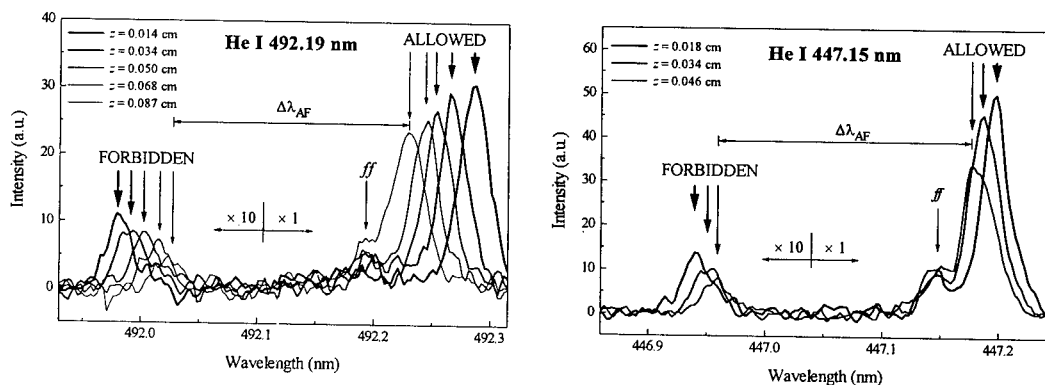 z = 0.014 cm
z = 0.034 cm
z = 0.050 cm
z = 0.068 cm
z = 0.087 cm
He I 492.19 nm
ALLOWED
ΔλAF
FORBIDDEN
ff
× 10
× 1
Intensity (a.u.)
40
30
20
10
0
492.0
492.1
492.2
492.3
Wavelength (nm)
z = 0.018 cm
z = 0.034 cm
z = 0.046 cm
He I 447.15 nm
ALLOWED
ΔλAF
FORBIDDEN
ff
× 10
× 1
Intensity (a.u.)
60
50
40
30
20
10
0
446.9
447.0
447.1
447.2
Wavelength (nm)